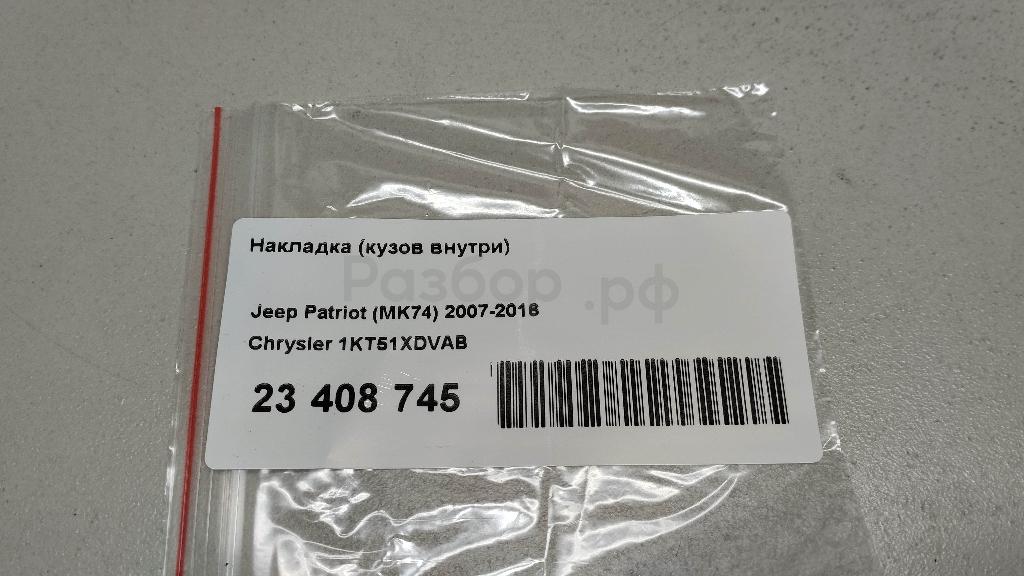 Накладка (кузов внутри)
Разбор.рф
Jeep Patriot (MK74) 2007-2016
Chrysler 1KT51XDVAB
23 408 745